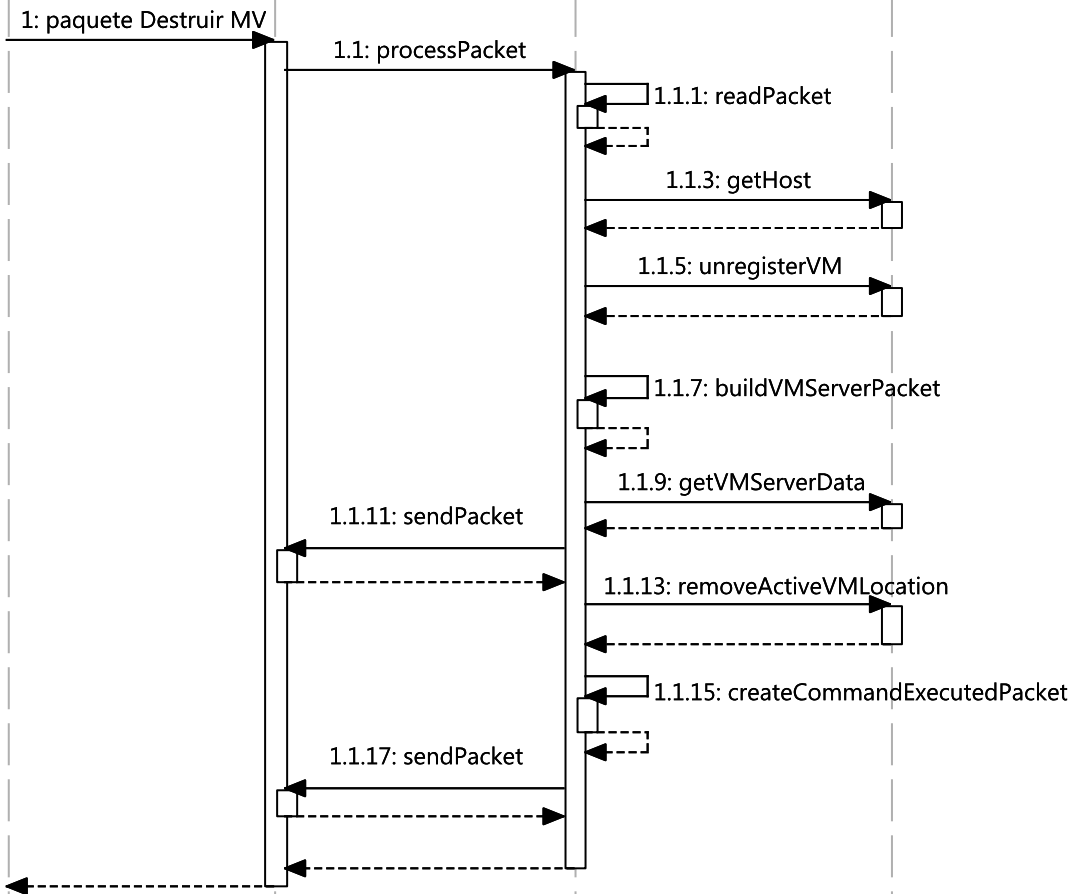 1: paquete Destruir MV
1.1: processPacket
1.1.1: readPacket
1.1.3: getHost
1.1.5: unregisterVM
1.1.7: buildVMServerPacket
1.1.9: getVMServerData
1.1.11: sendPacket
1.1.13: removeActiveVMLocation
1.1.15: createCommandExecutedPacket
1.1.17: sendPacket